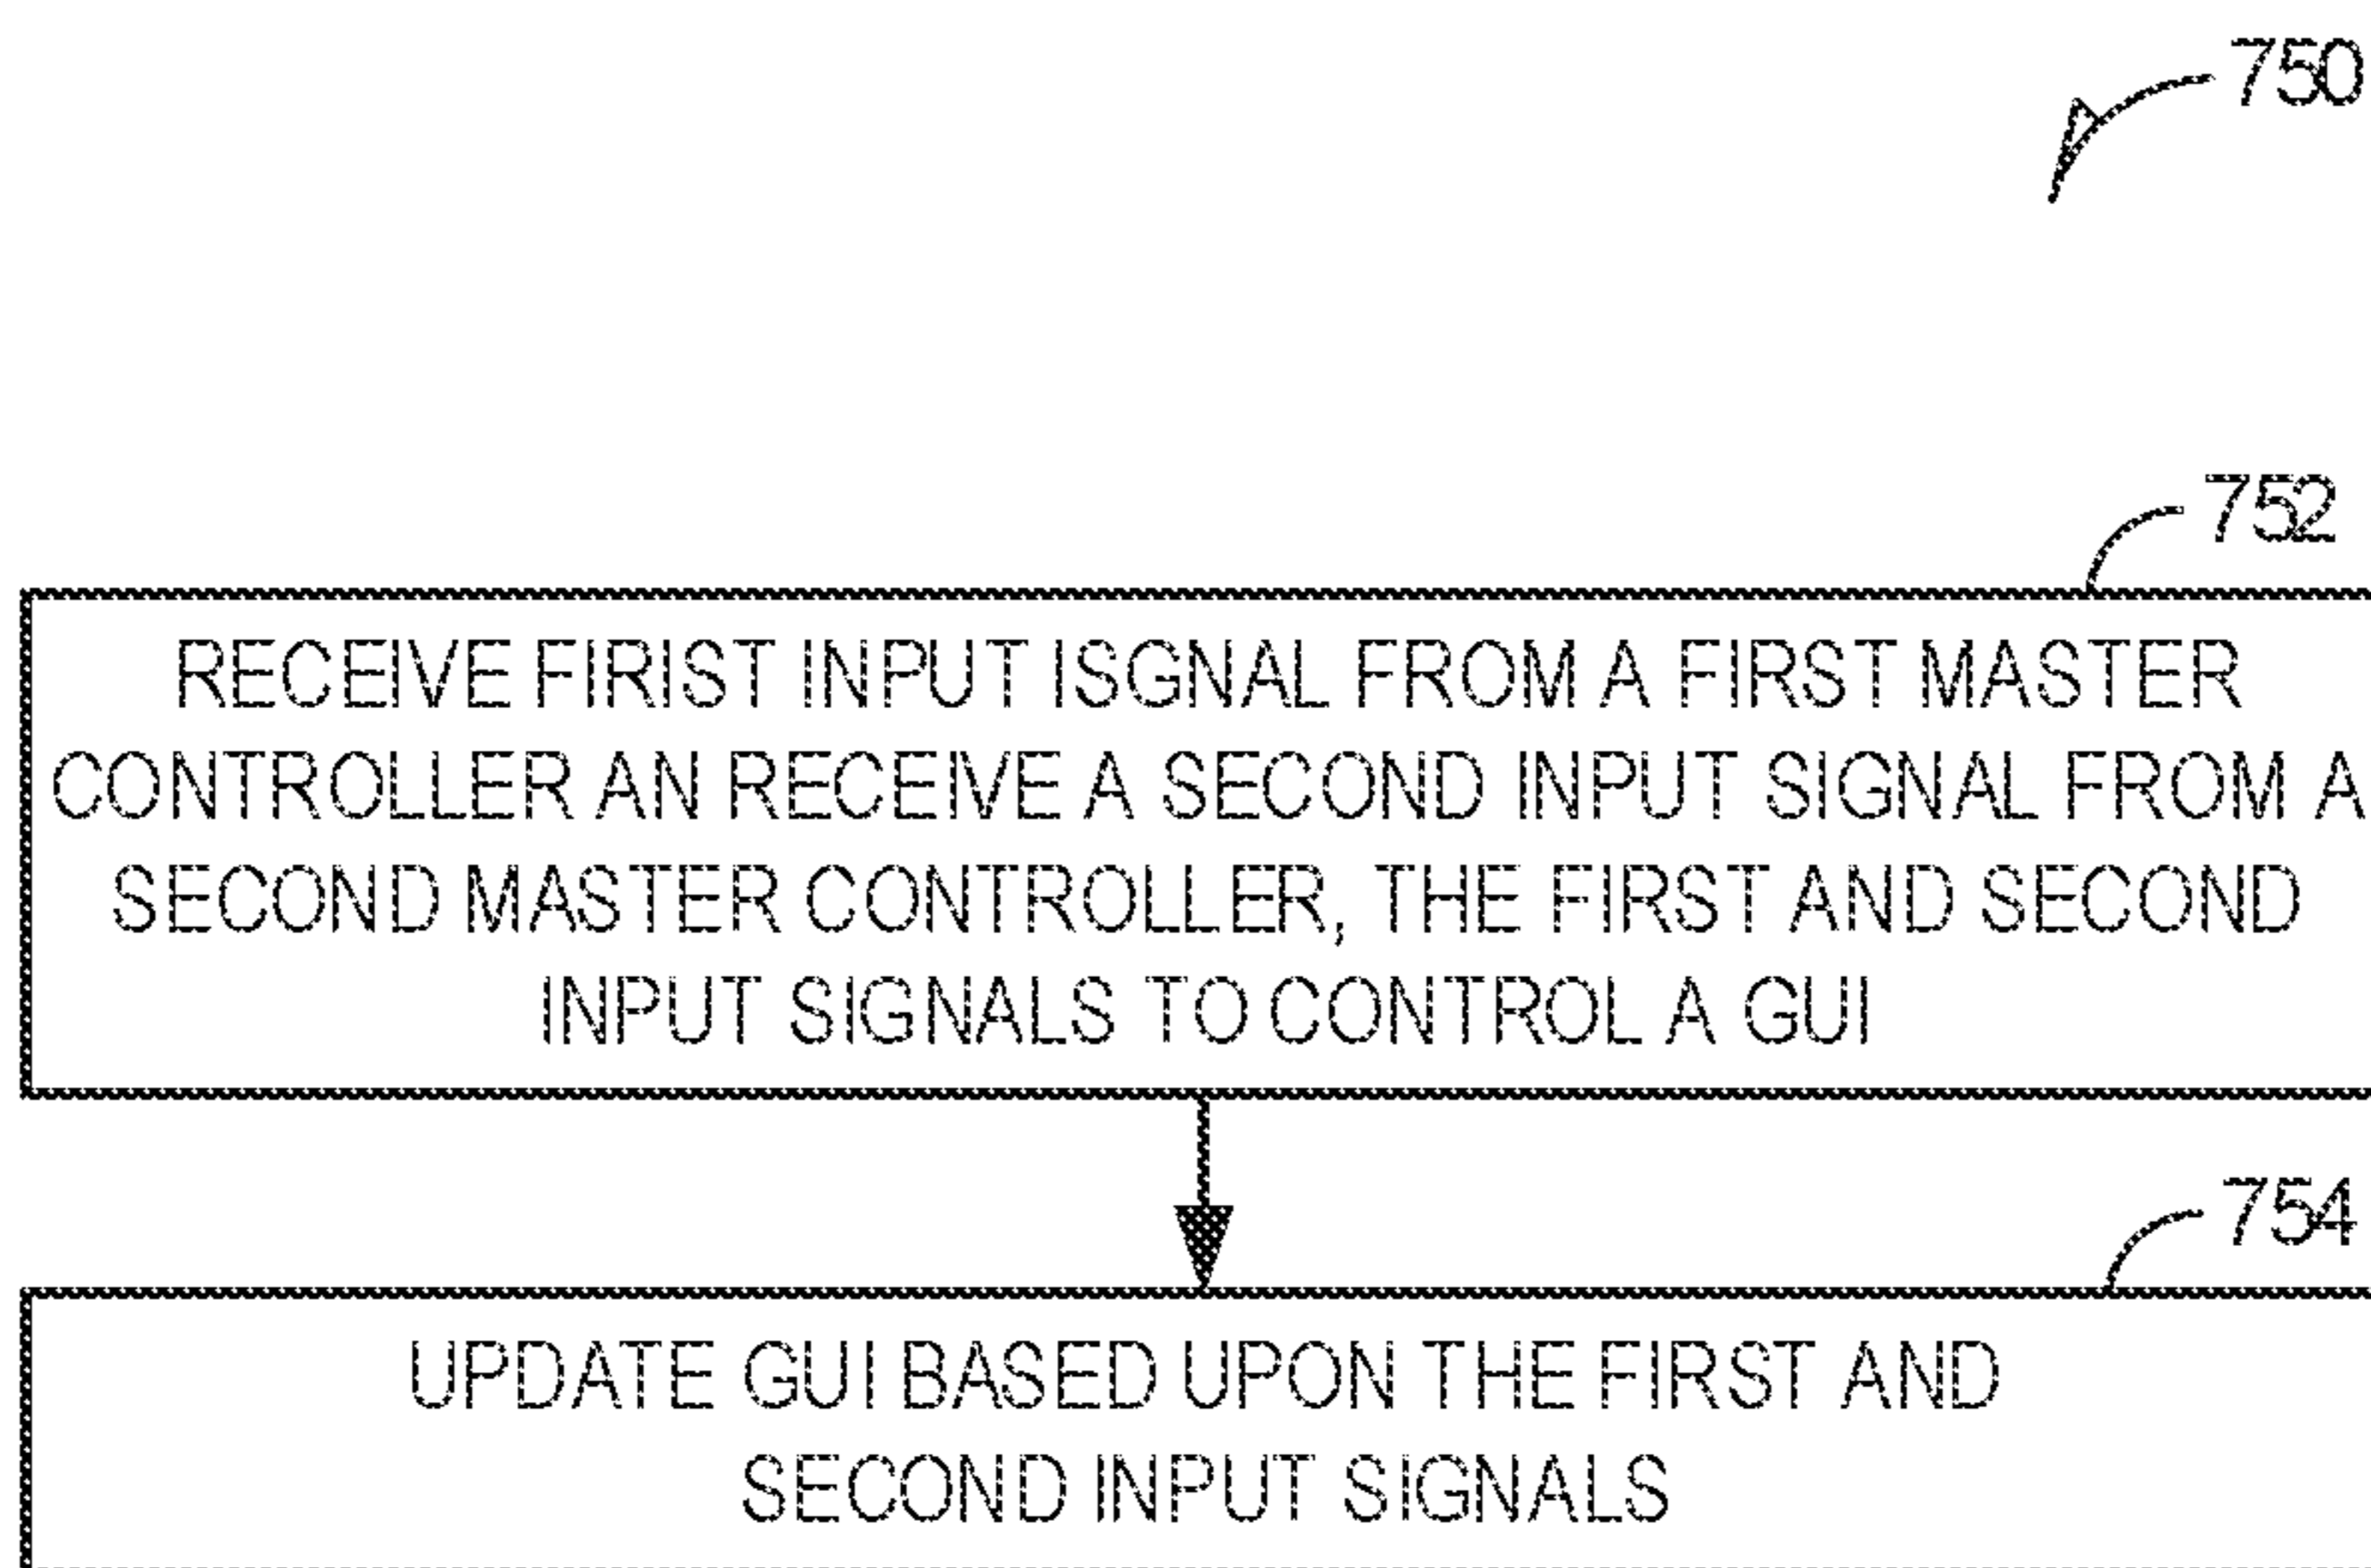 750
752
RECEIVE FIRIST INPUT ISGNAL FROM A FIRST MASTER
CONTROLLER AN RECEIVE A SECOND INPUT SIGNAL FROM A
SECOND MASTER CONTROLLER, THE FIRST AND SECOND
INPUT SIGNALS TO CONTROL A GUI
754
UPDATE GUI BASED UPON THE FIRST AND
SECOND INPUT SIGNALS